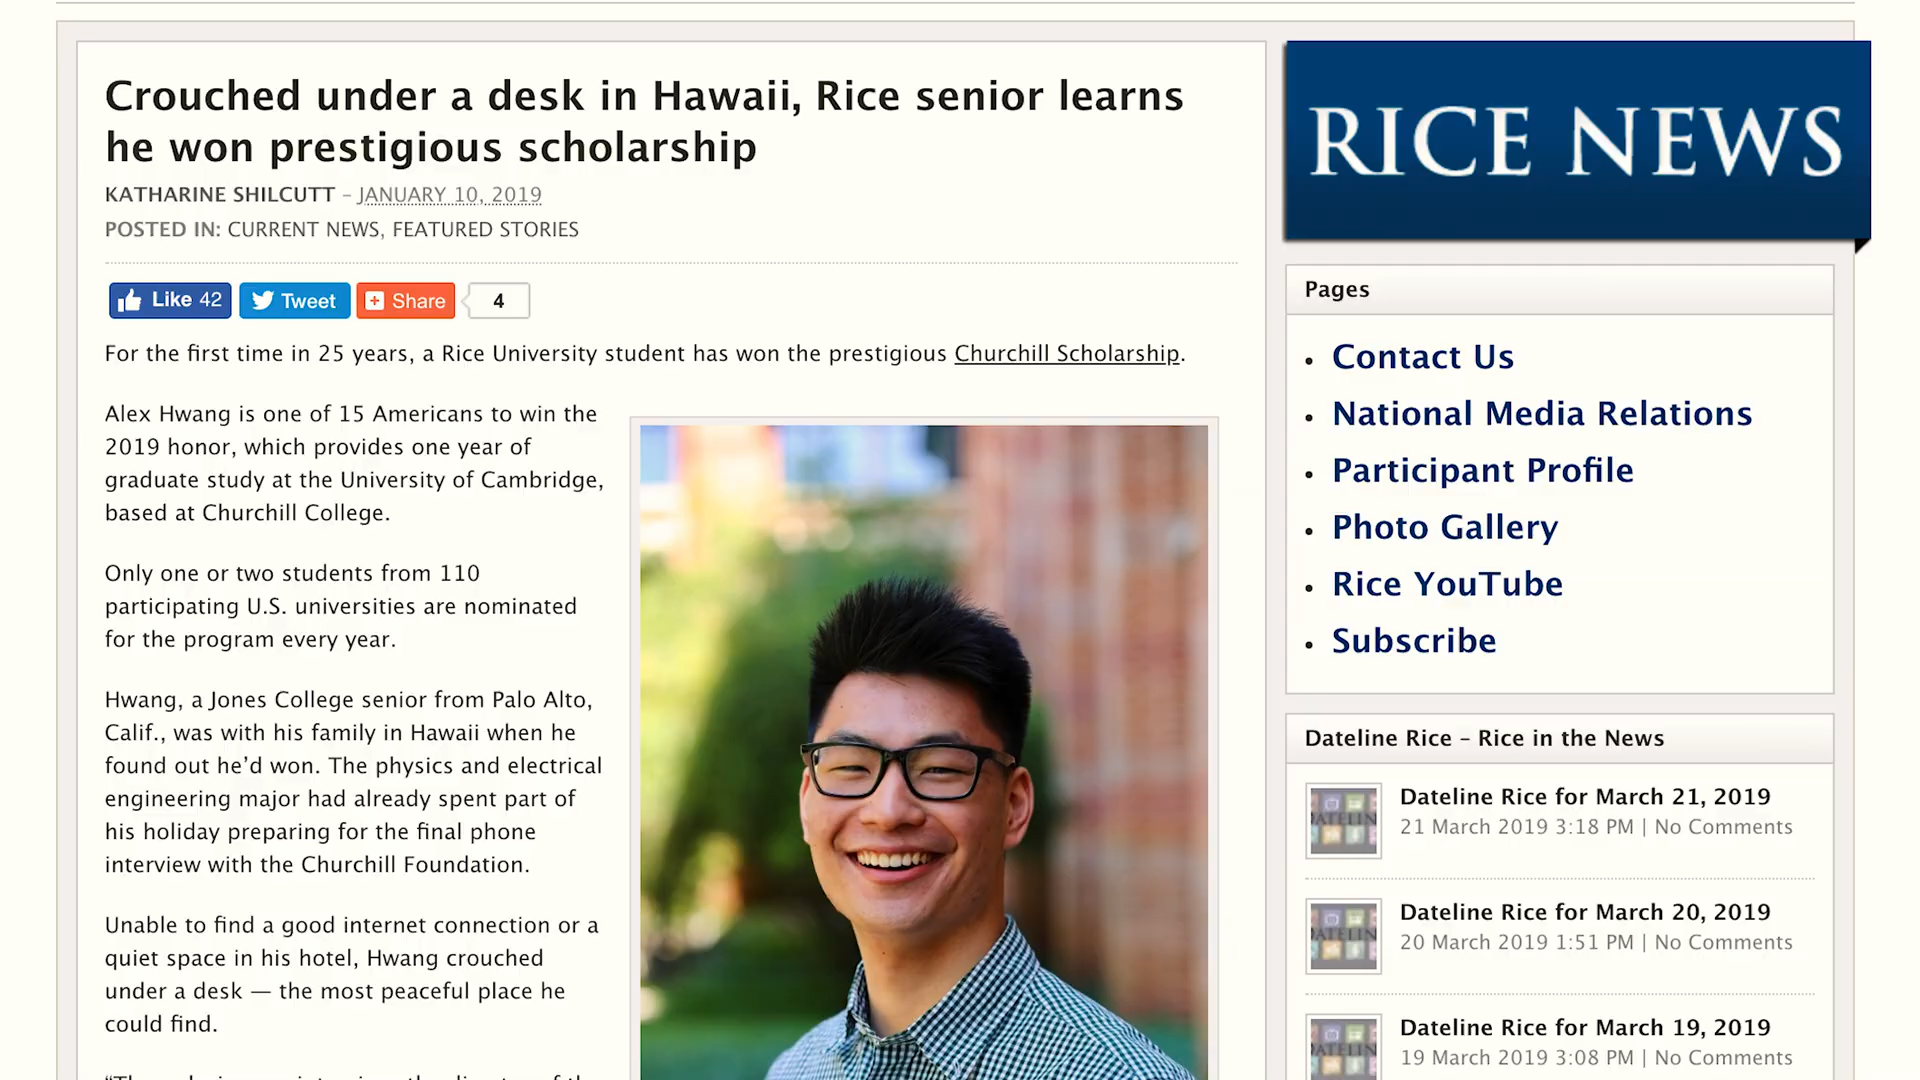 Crouched under a desk in Hawaii, Rice senior learns
he won prestigious scholarship
KATHARINE SHILCUTT – JANUARY 10, 2019
POSTED IN: CURRENT NEWS, FEATURED STORIES
Like 42 Tweet Share 4
For the first time in 25 years, a Rice University student has won the prestigious Churchill Scholarship.
Alex Hwang is one of 15 Americans to win the
2019 honor, which provides one year of
graduate study at the University of Cambridge,
based at Churchill College.
Only one or two students from 110
participating U.S. universities are nominated
for the program every year.
Hwang, a Jones College senior from Palo Alto,
Calif., was with his family in Hawaii when he
found out he’d won. The physics and electrical
engineering major had already spent part of
his holiday preparing for the final phone
interview with the Churchill Foundation.
Unable to find a good internet connection or a
quiet space in his hotel, Hwang crouched
under a desk — the most peaceful place he
could find.
RICE NEWS
Pages
• Contact Us
• National Media Relations
• Participant Profile
• Photo Gallery
• Rice YouTube
• Subscribe
Dateline Rice – Rice in the News
Dateline Rice for March 21, 2019
21 March 2019 3:18 PM | No Comments
Dateline Rice for March 20, 2019
20 March 2019 1:51 PM | No Comments
Dateline Rice for March 19, 2019
19 March 2019 3:08 PM | No Comments